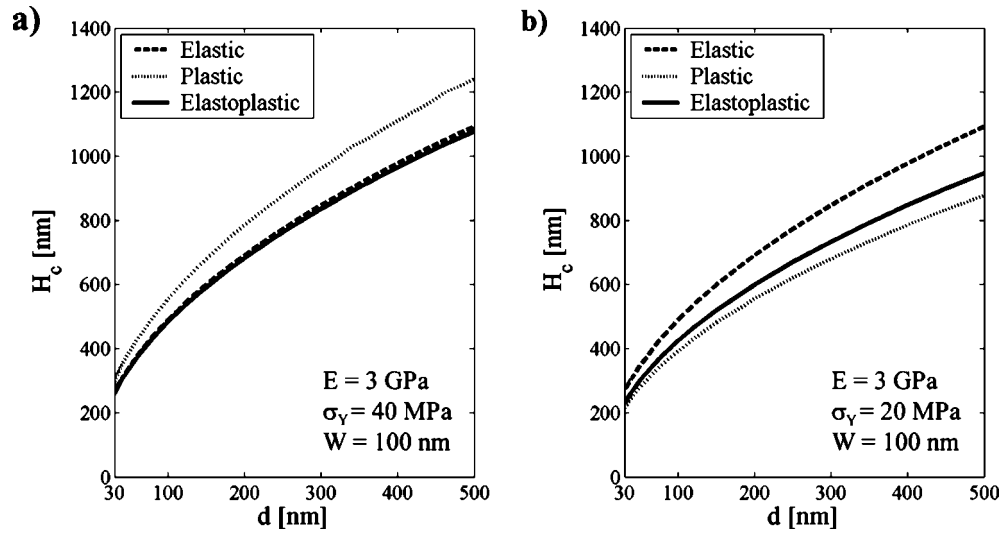 a)
1400
1200
1000
800
600
400
200
0
H_c [nm]
Elastic
Plastic
Elastoplastic
E = 3 GPa
σ_Y = 40 MPa
W = 100 nm
30 100 200 300 400 500
d [nm]
b)
1400
1200
1000
800
600
400
200
0
H_c [nm]
Elastic
Plastic
Elastoplastic
E = 3 GPa
σ_Y = 20 MPa
W = 100 nm
30 100 200 300 400 500
d [nm]